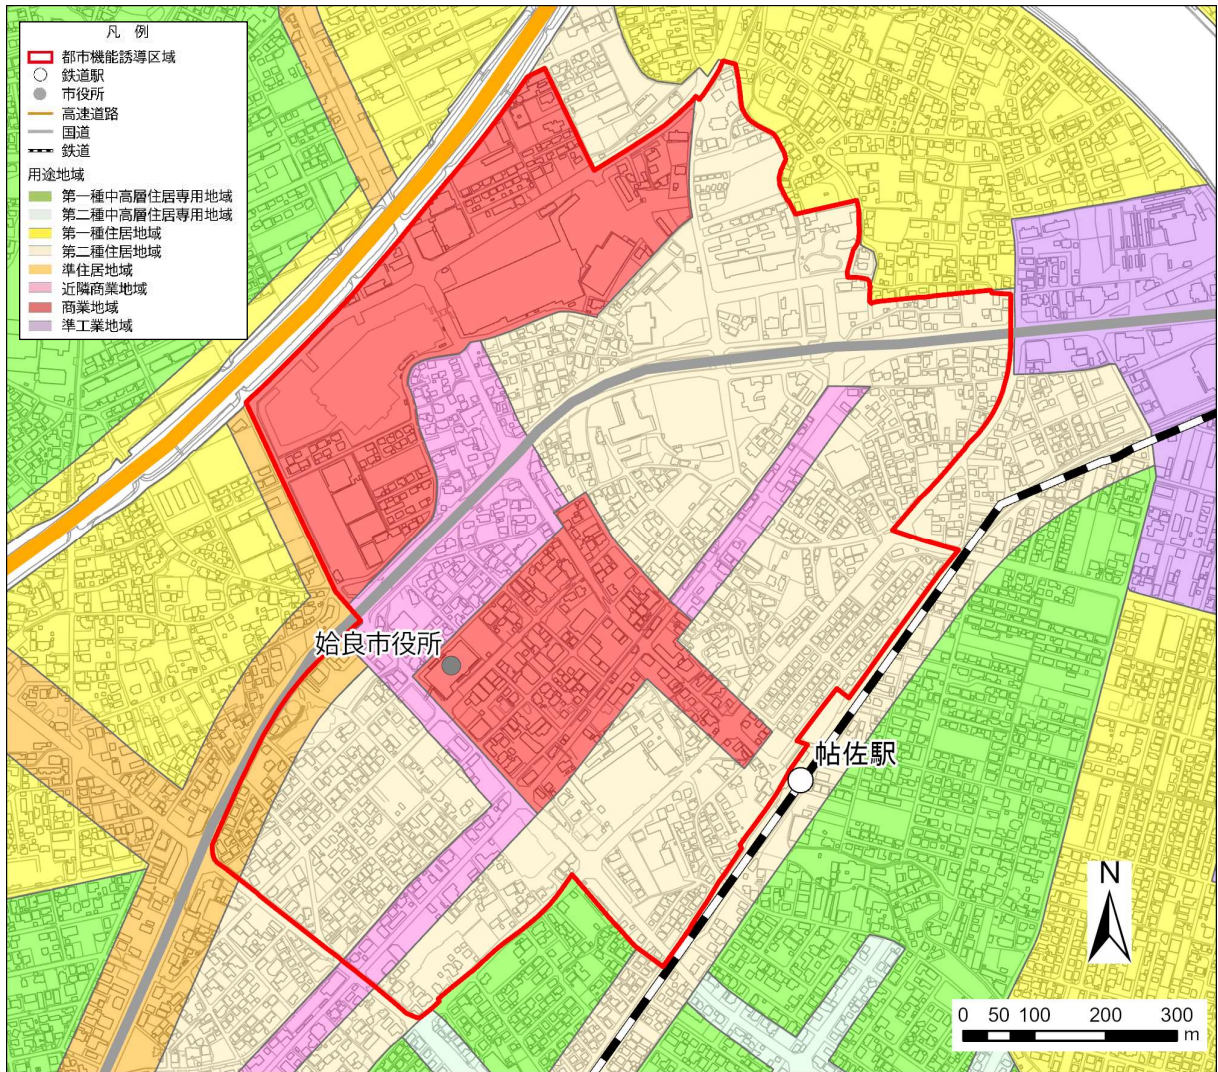 凡 例
都市機能誘導区域
鉄道駅
市役所
高速道路
国道
鉄道
用途地域
第一種中高層住居専用地域
第二種中高層住居専用地域
第一種住居地域
第二種住居地域
準住居地域
近隣商業地域
商業地域
準工業地域
姶良市役所
帖佐駅
N
0 50 100 200 300
m